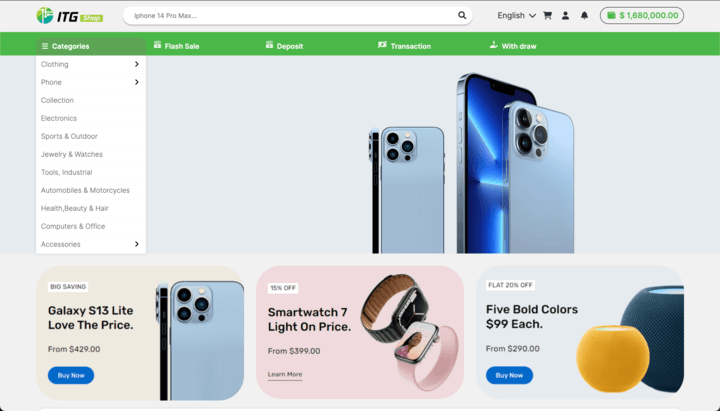 ITG Shop
Iphone 14 Pro Max...
English
$ 1,680,000.00
Categories
Flash Sale
Deposit
Transaction
With draw
Clothing
Phone
Collection
Electronics
Sports & Outdoor
Jewelry & Watches
Tools, Industrial
Automobiles & Motorcycles
Health,Beauty & Hair
Computers & Office
Accessories
BIG SAVING
Galaxy S13 Lite
Love The Price.
From $429.00
Buy Now
15% OFF
Smartwatch 7
Light On Price.
From $399.00
Learn More
FLAT 20% OFF
Five Bold Colors
$99 Each.
From $290.00
Buy Now